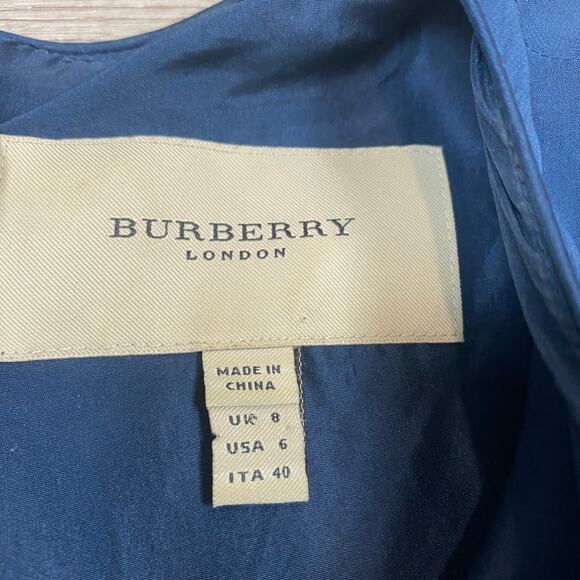 BURBERRY
LONDON
MADE IN
CHINA
UK 8
USA 6
ITA 40